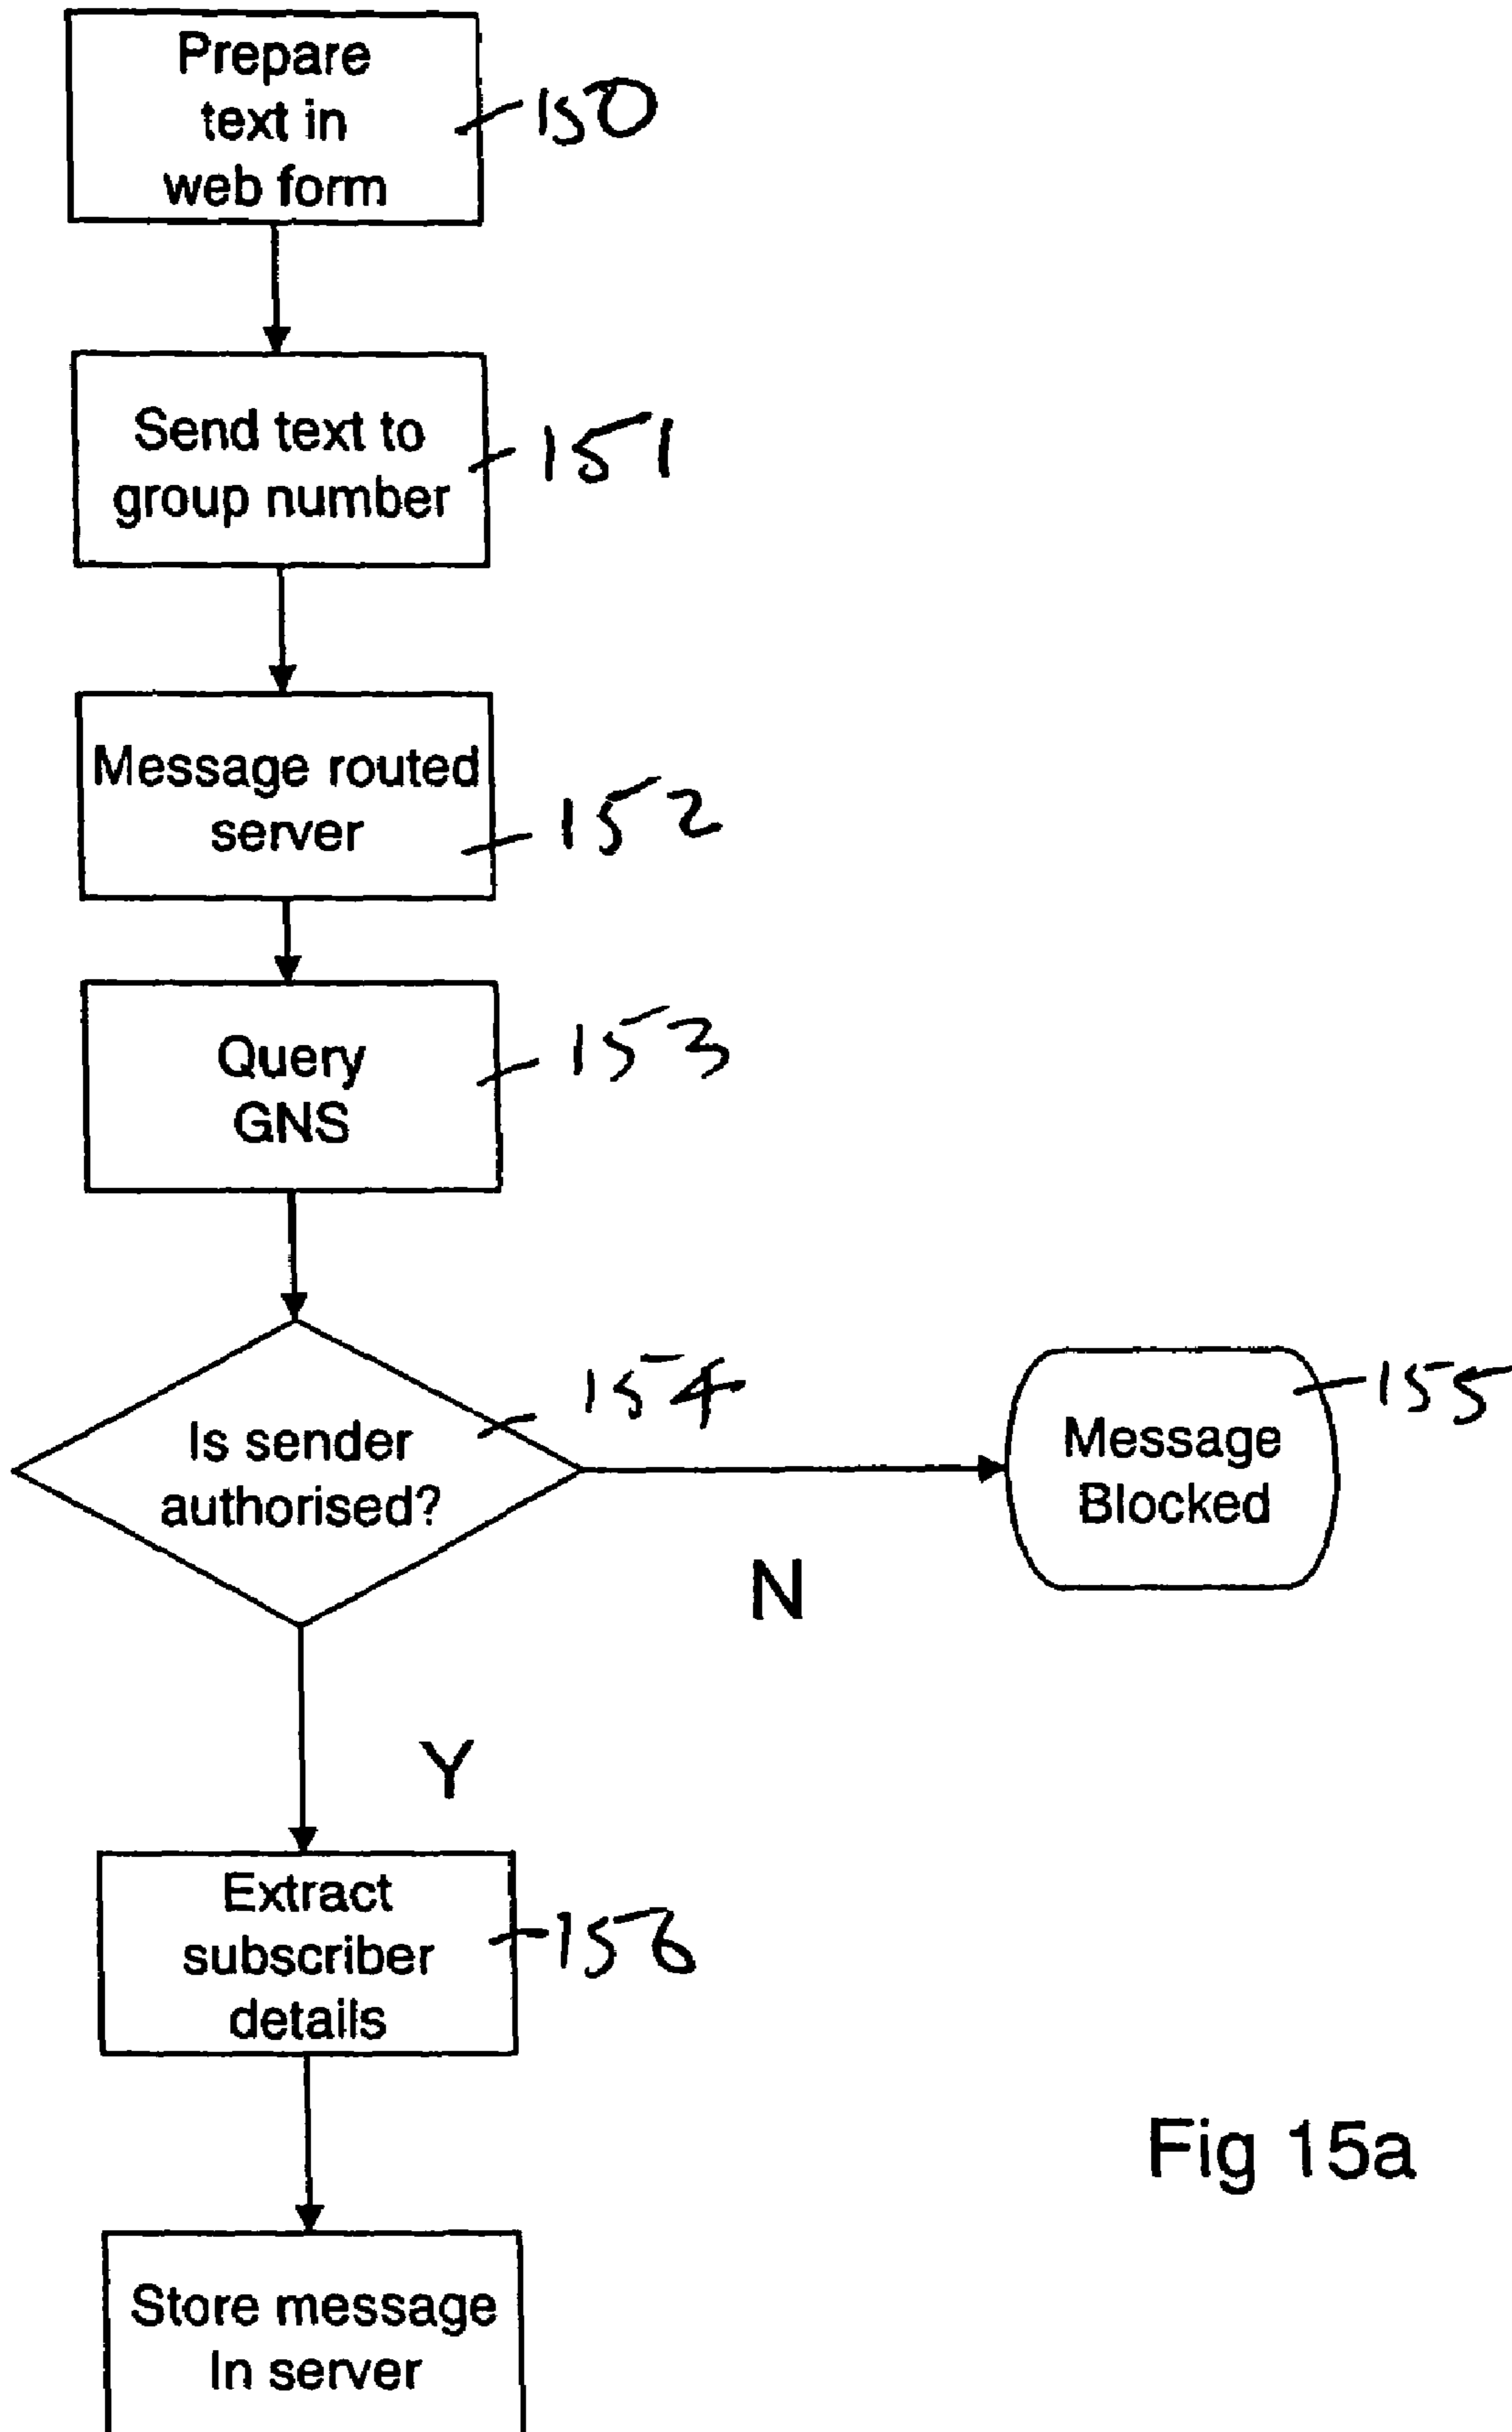 Prepare
text in
web form
150
Send text to
group number
151
Message routed
server
152
Query
GNS
153
Is sender
authorised?
154
N
Message
Blocked
155
Y
Extract
subscriber
details
156
Store message
In server
Fig 15a